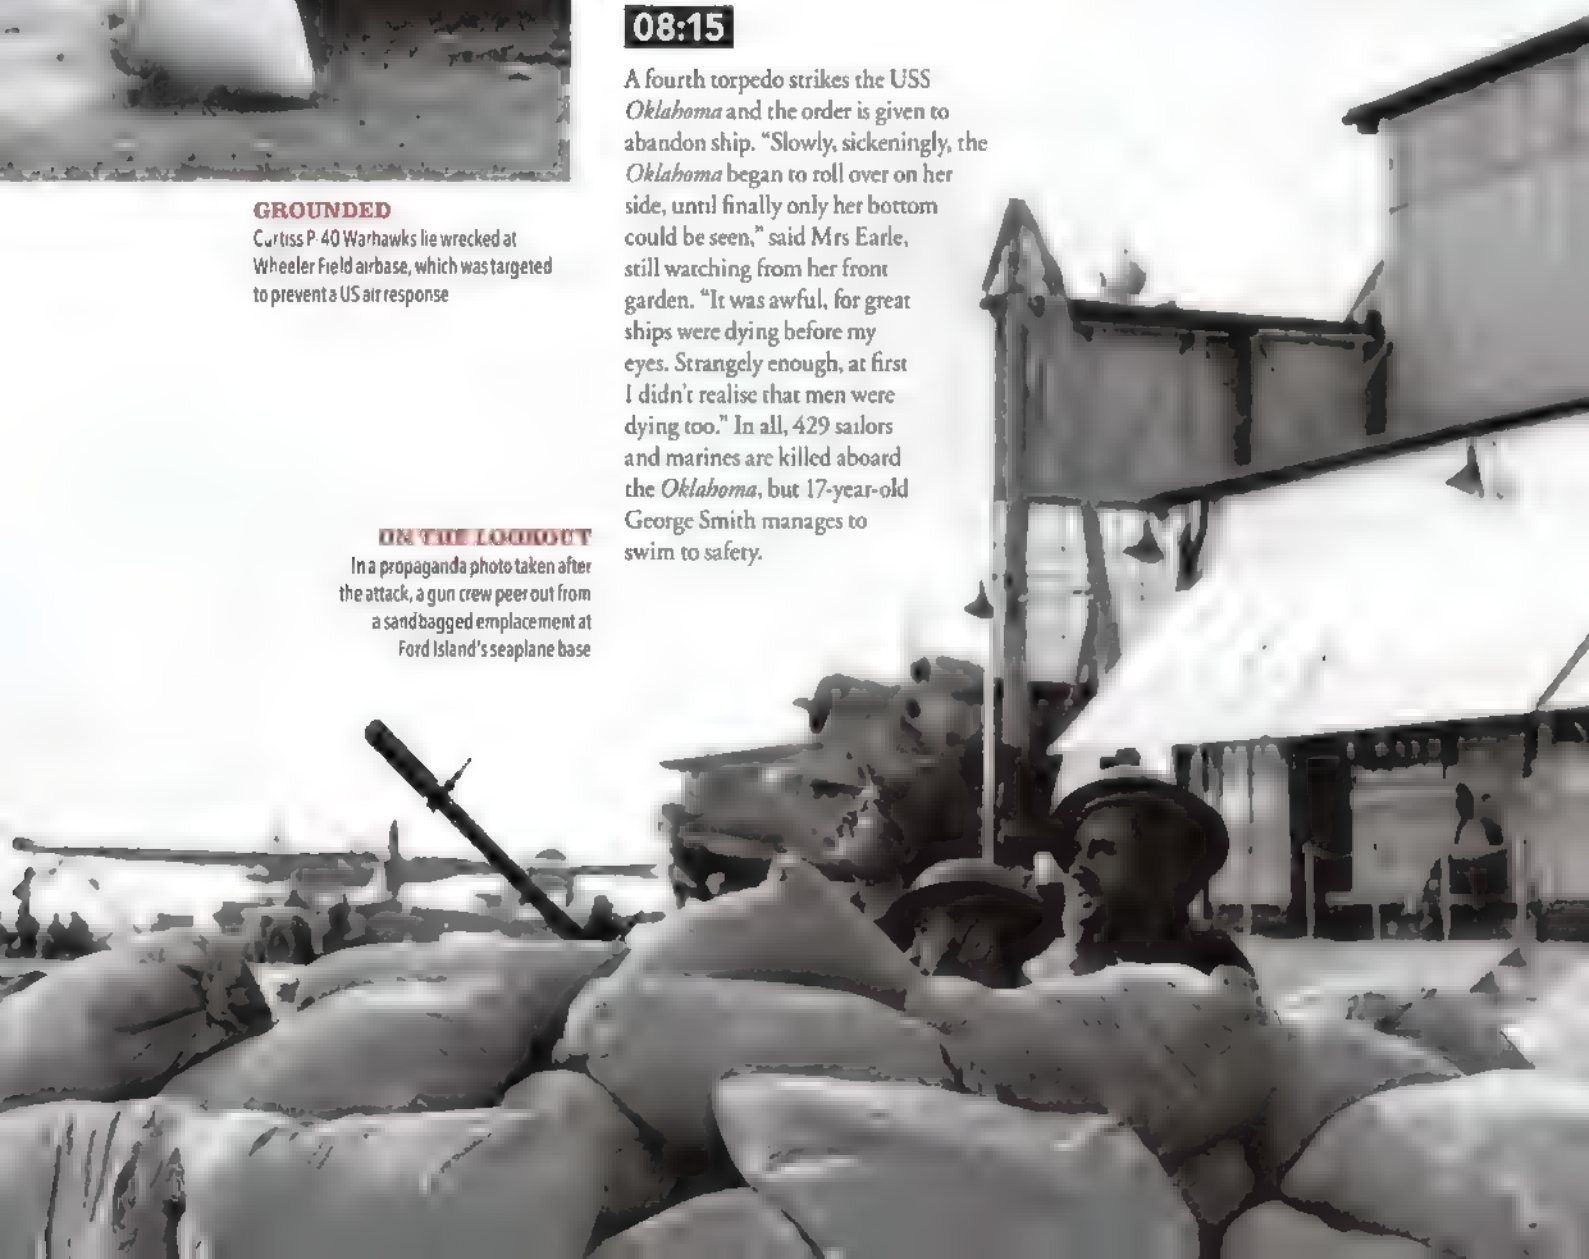 08:15
A fourth torpedo strikes the USS
Oklahoma and the order is given to
abandon ship. “Slowly, sickeningly, the
Oklahoma began to roll over on her
side, until finally only her bottom
could be seen,” said Mrs Earle,
still watching from her front
garden. “It was awful, for great
ships were dying before my
eyes. Strangely enough, at first
I didn’t realise that men were
dying too.” In all, 429 sailors
and marines are killed aboard
the Oklahoma, but 17-year-old
George Smith manages to
swim to safety.
GROUNDED
Curtiss P-40 Warhawks lie wrecked at
Wheeler Field airbase, which was targeted
to prevent a US air response
ON THE LOOKOUT
In a propaganda photo taken after
the attack, a gun crew peer out from
a sandbagged emplacement at
Ford Island’s seaplane base